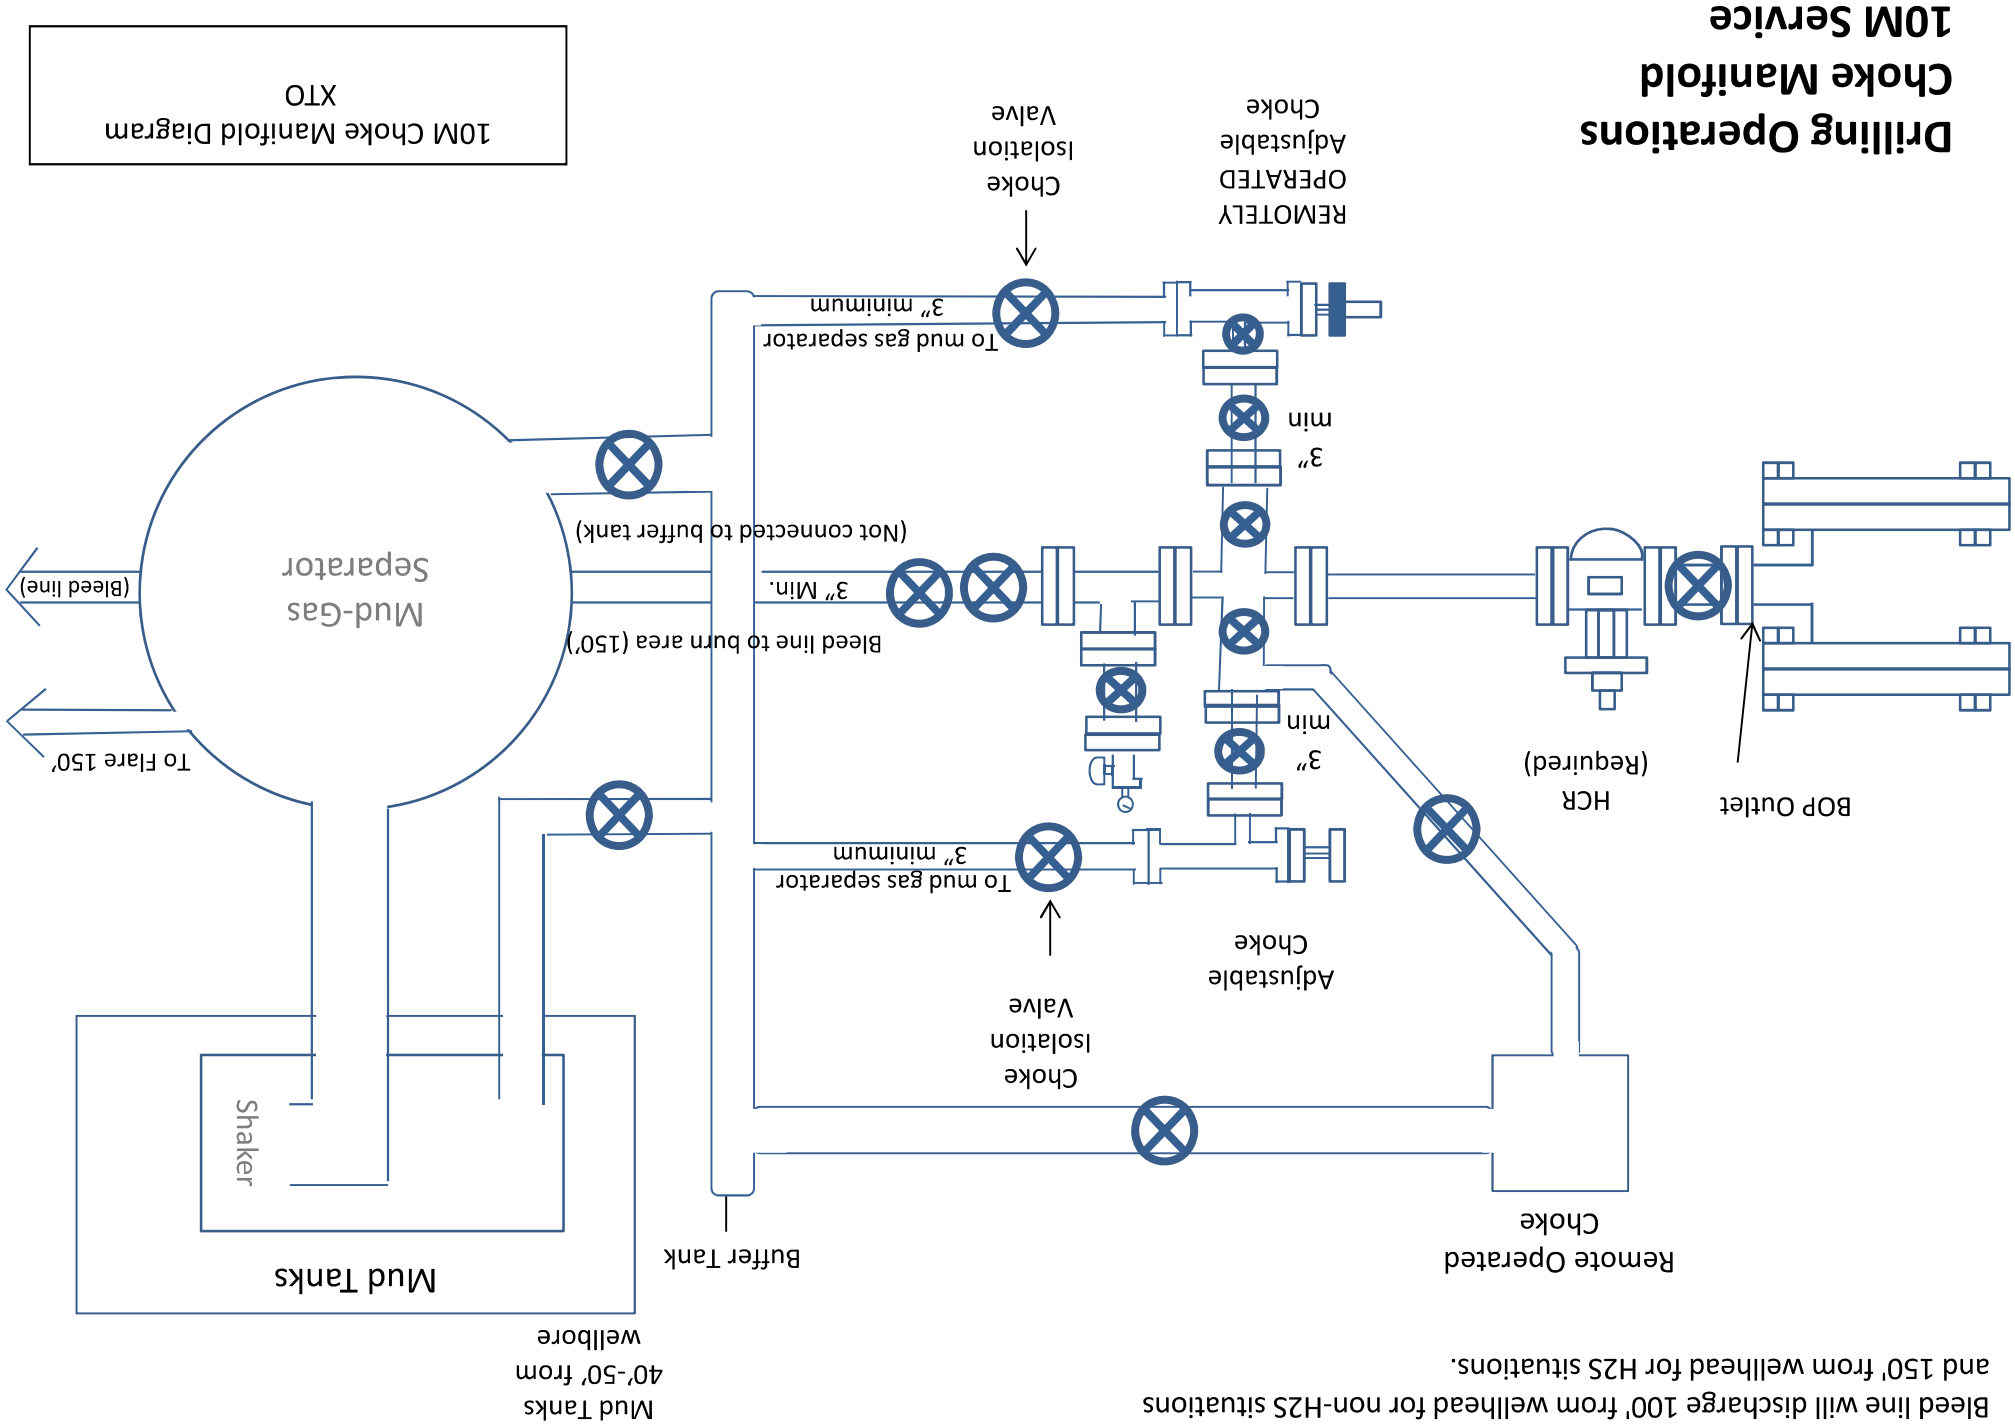 Bleed line will discharge 100' from wellhead for non-H2S situations
and 150' from wellhead for H2S situations.
Mud Tanks
40’-50’ from
wellbore
Mud Tanks
Shaker
Buffer Tank
Remote Operated
Choke
Choke
Isolation
Valve
Adjustable
Choke
To mud gas separator
3” minimum
BOP Outlet
HCR
(Required)
3”
min
To Flare 150’
Bleed line to burn area (150’)
3” Min.
(Not connected to buffer tank)
(Bleed line)
Mud-Gas
Separator
3”
min
To mud gas separator
3” minimum
REMOTELY
OPERATED
Adjustable
Choke
Choke
Isolation
Valve
Drilling Operations
Choke Manifold
10M Service
10M Choke Manifold Diagram
XTO